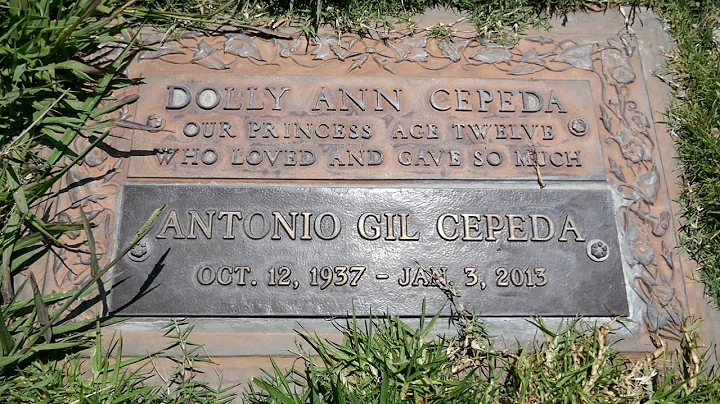 DOLLY ANN CEPEDA
OUR PRINCESS AGE TWELVE
WHO LOVED AND GAVE SO MUCH
ANTONIO GIL CEPEDA
OCT. 12, 1937 - JAN. 3, 2013